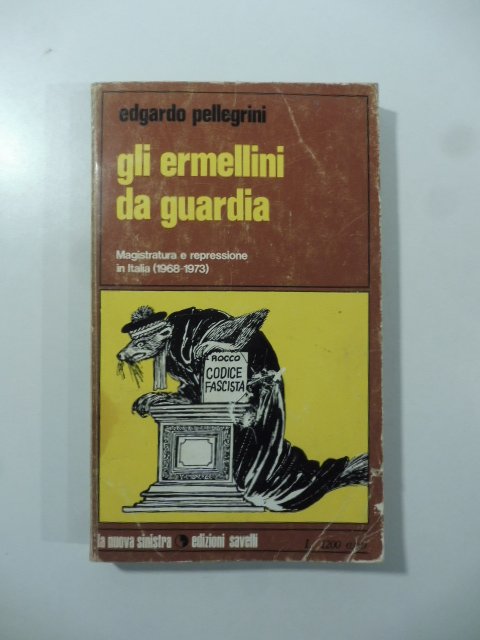 edgardo pellegrini
gli ermellini
da guardia
Magistratura e repressione
in Italia (1968-1973)
ROCCO
CODICE
FASCISTA
la nuova sinistra edizioni savelli
L. 1200